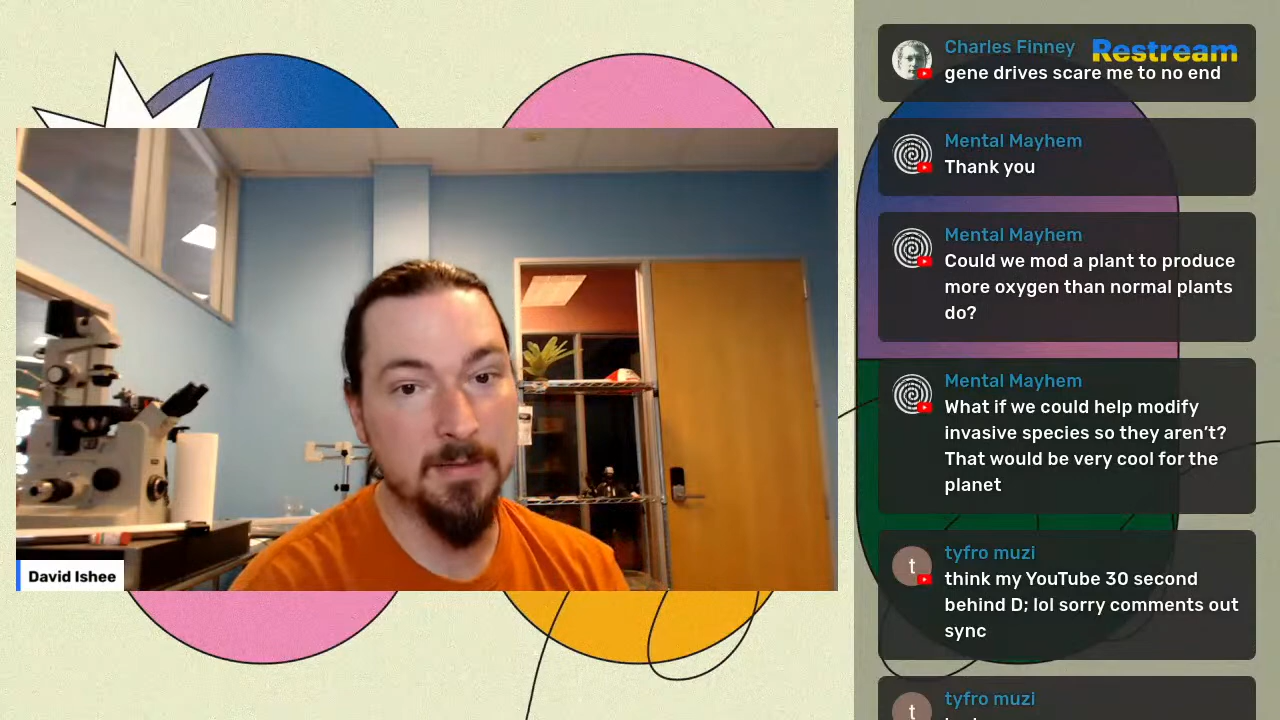 Charles Finney
Restream
gene drives scare me to no end
Mental Mayhem
Thank you
Mental Mayhem
Could we mod a plant to produce
more oxygen than normal plants
do?
Mental Mayhem
What if we could help modify
invasive species so they aren't?
That would be very cool for the
planet
t
tyfro muzi
think my YouTube 30 second
behind D; lol sorry comments out
sync
t
tyfro muzi
David Ishee